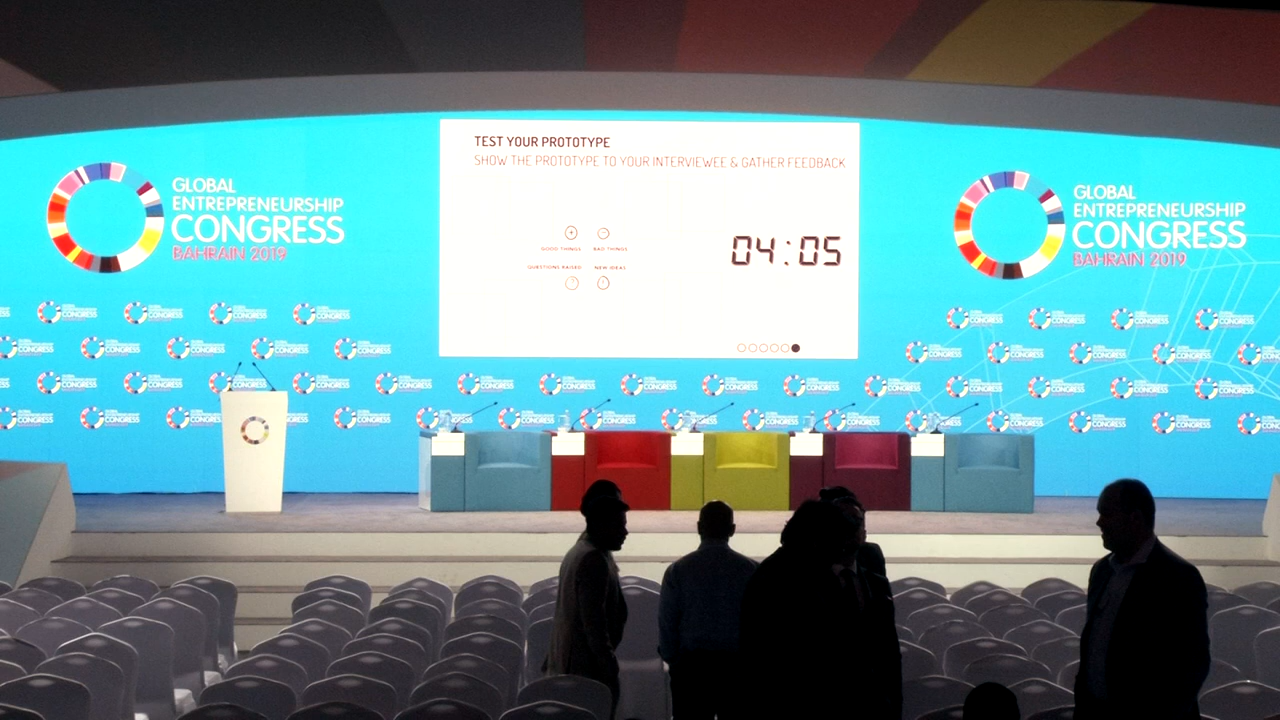 TEST YOUR PROTOTYPE
SHOW THE PROTOTYPE TO YOUR INTERVIEWEE & GATHER FEEDBACK
GLOBAL
ENTREPRENEURSHIP
CONGRESS
BAHRAIN 2019
GOOD THINGS
BAD THINGS
QUESTIONS RAISED
NEW IDEAS
04:05
GLOBAL
ENTREPRENEURSHIP
CONGRESS
BAHRAIN 2019